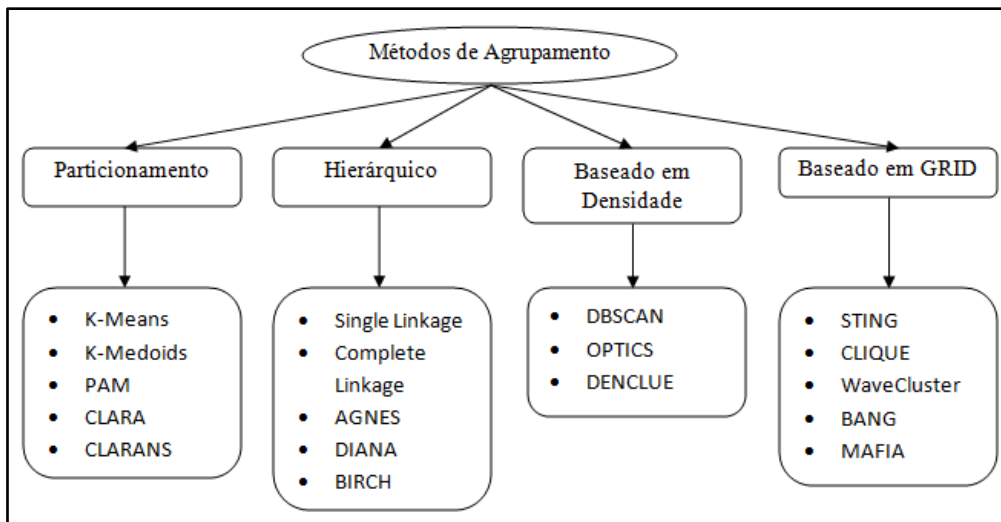 Métodos de Agrupamento
Particionamento
Hierárquico
Baseado em
Densidade
Baseado em GRID
• K-Means
• K-Medoids
• PAM
• CLARA
• CLARANS
• Single Linkage
• Complete
Linkage
• AGNES
• DIANA
• BIRCH
• DBSCAN
• OPTICS
• DENCLUE
• STING
• CLIQUE
• WaveCluster
• BANG
• MAFIA